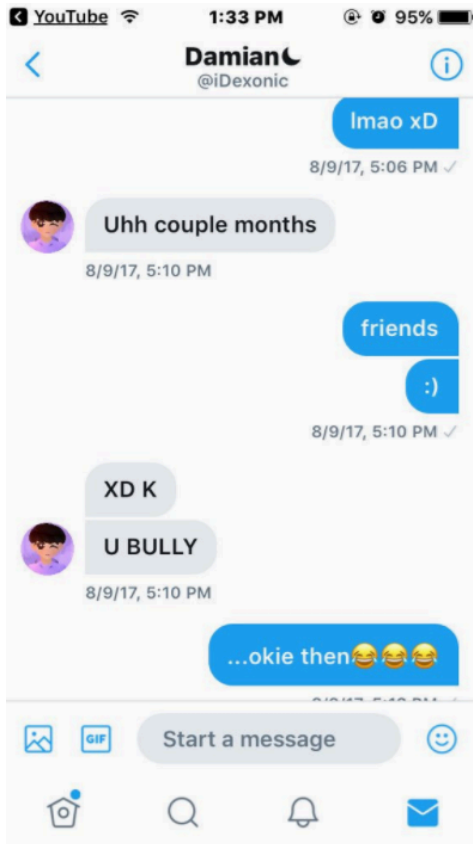 YouTube 1:33 PM 95%
Damian
@iDexonic
lmao xD
8/9/17, 5:06 PM ✓
Uhh couple months
8/9/17, 5:10 PM
friends
:)
8/9/17, 5:10 PM ✓
XD K
U BULLY
8/9/17, 5:10 PM
...okie then😂😂😂
GIF Start a message